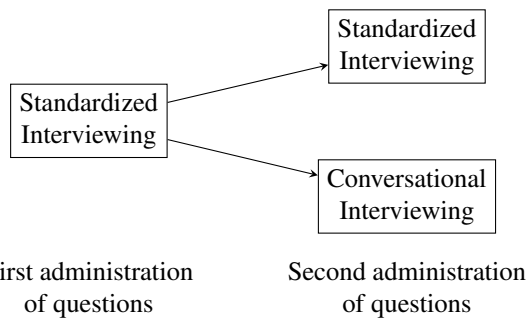 Standardized
Interviewing
Standardized
Interviewing
Conversational
Interviewing
irst administration
of questions
Second administration
of questions